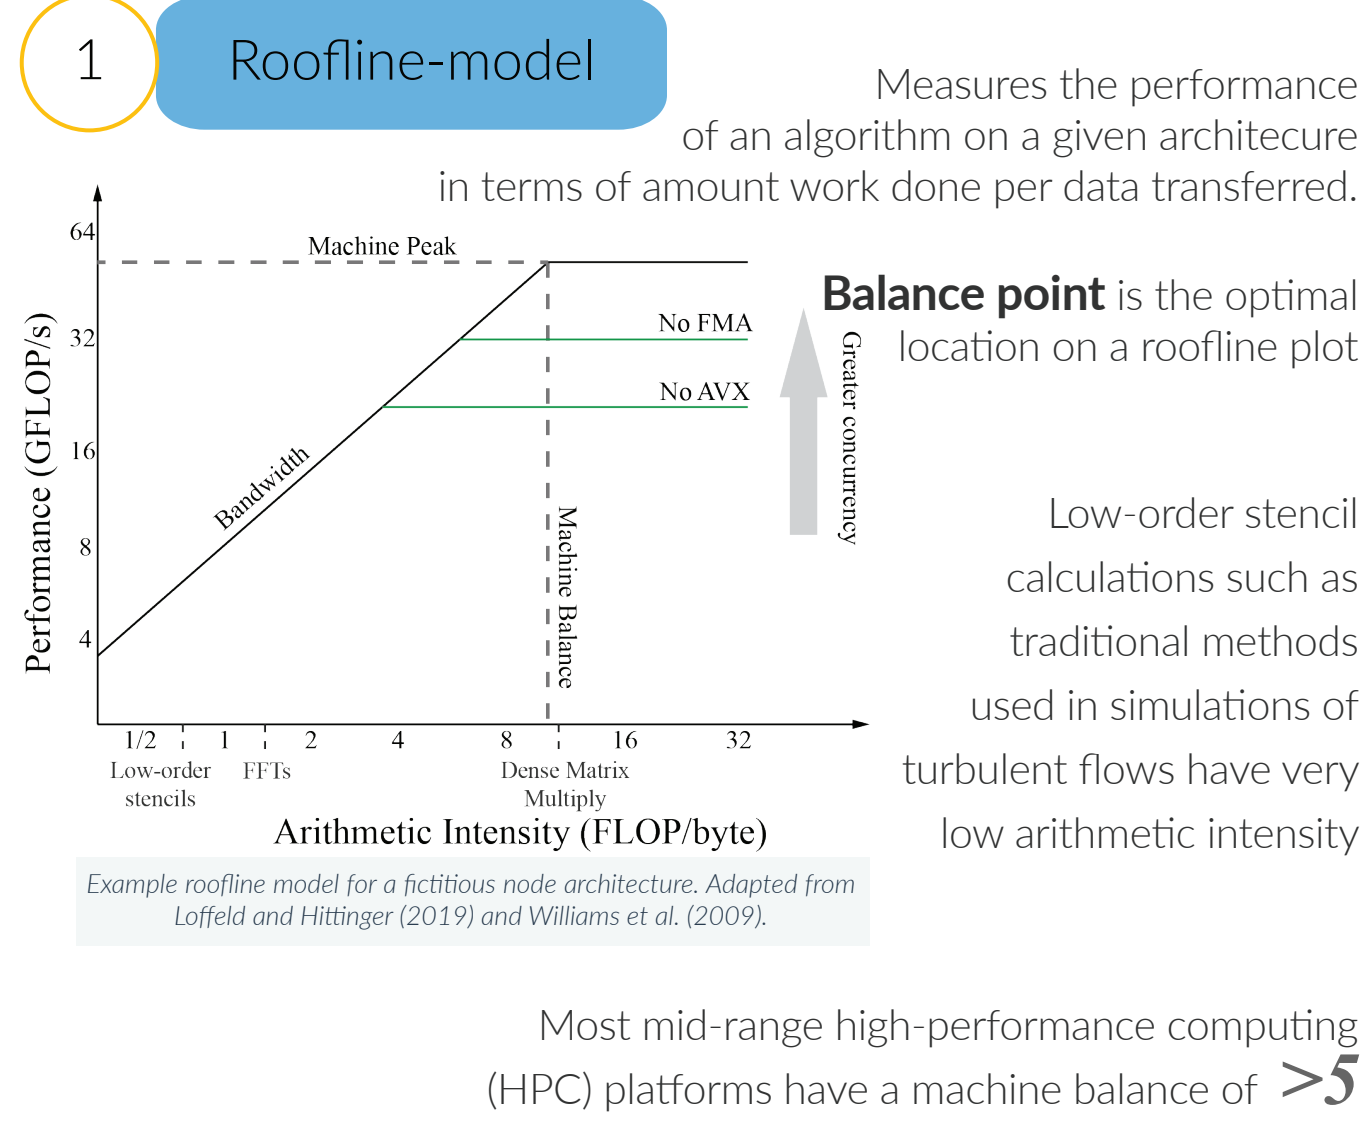 1
Roofline-model
Measures the performance
of an algorithm on a given architecure
in terms of amount work done per data transferred.
64
Machine Peak
Balance point is the optimal
location on a roofline plot
32
No FMA
No AVX
Greater concurrency
16
Bandwidth
8
Machine Balance
4
Performance (GFLOP/s)
1/2 1 2 4 8 16 32
Low-order
stencils
FFTs
Dense Matrix
Multiply
Arithmetic Intensity (FLOP/byte)
Low-order stencil
calculations such as
traditional methods
used in simulations of
turbulent flows have very
low arithmetic intensity
Example roofline model for a fictitious node architecture. Adapted from
Loffeld and Hittinger (2019) and Williams et al. (2009).
Most mid-range high-performance computing
(HPC) platforms have a machine balance of >5